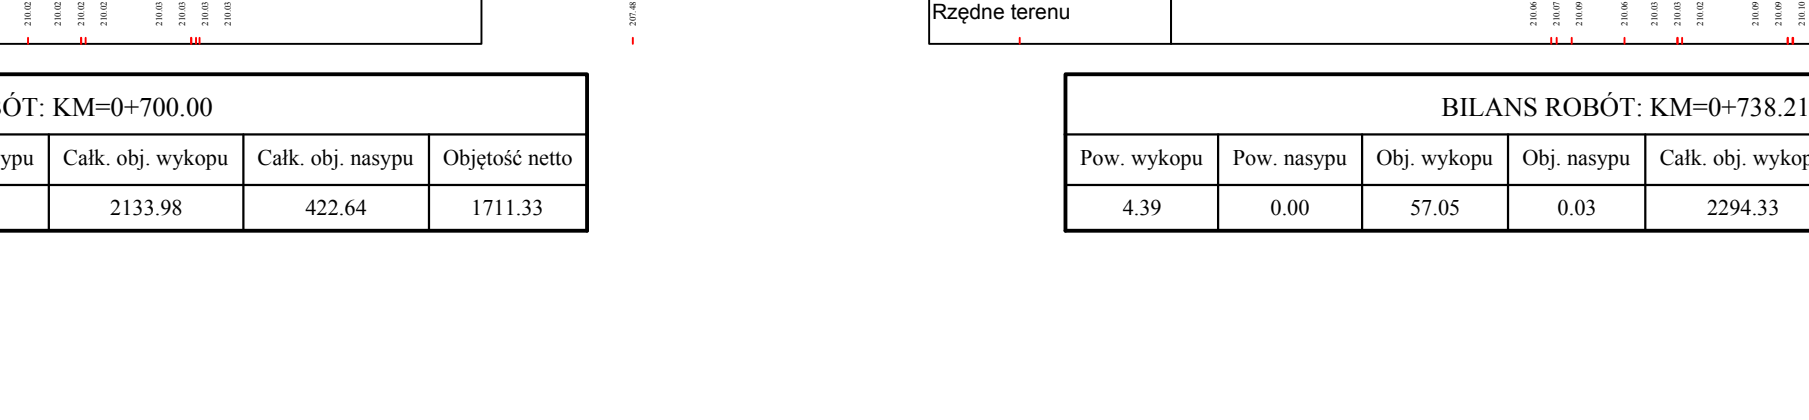 210.02 210.02 210.02 210.02 210.03 210.03 210.03 210.03 207.48
Rzędne terenu
210.06 210.07 210.09 210.06 210.03 210.03 210.02 210.09 210.09 210.10
ÓT: KM=0+700.00
ypu Całk. obj. wykopu Całk. obj. nasypu Objętość netto
2133.98 422.64 1711.33
BILANS ROBÓT: KM=0+738.21
Pow. wykopu Pow. nasypu Obj. wykopu Obj. nasypu Całk. obj. wykop
4.39 0.00 57.05 0.03 2294.33